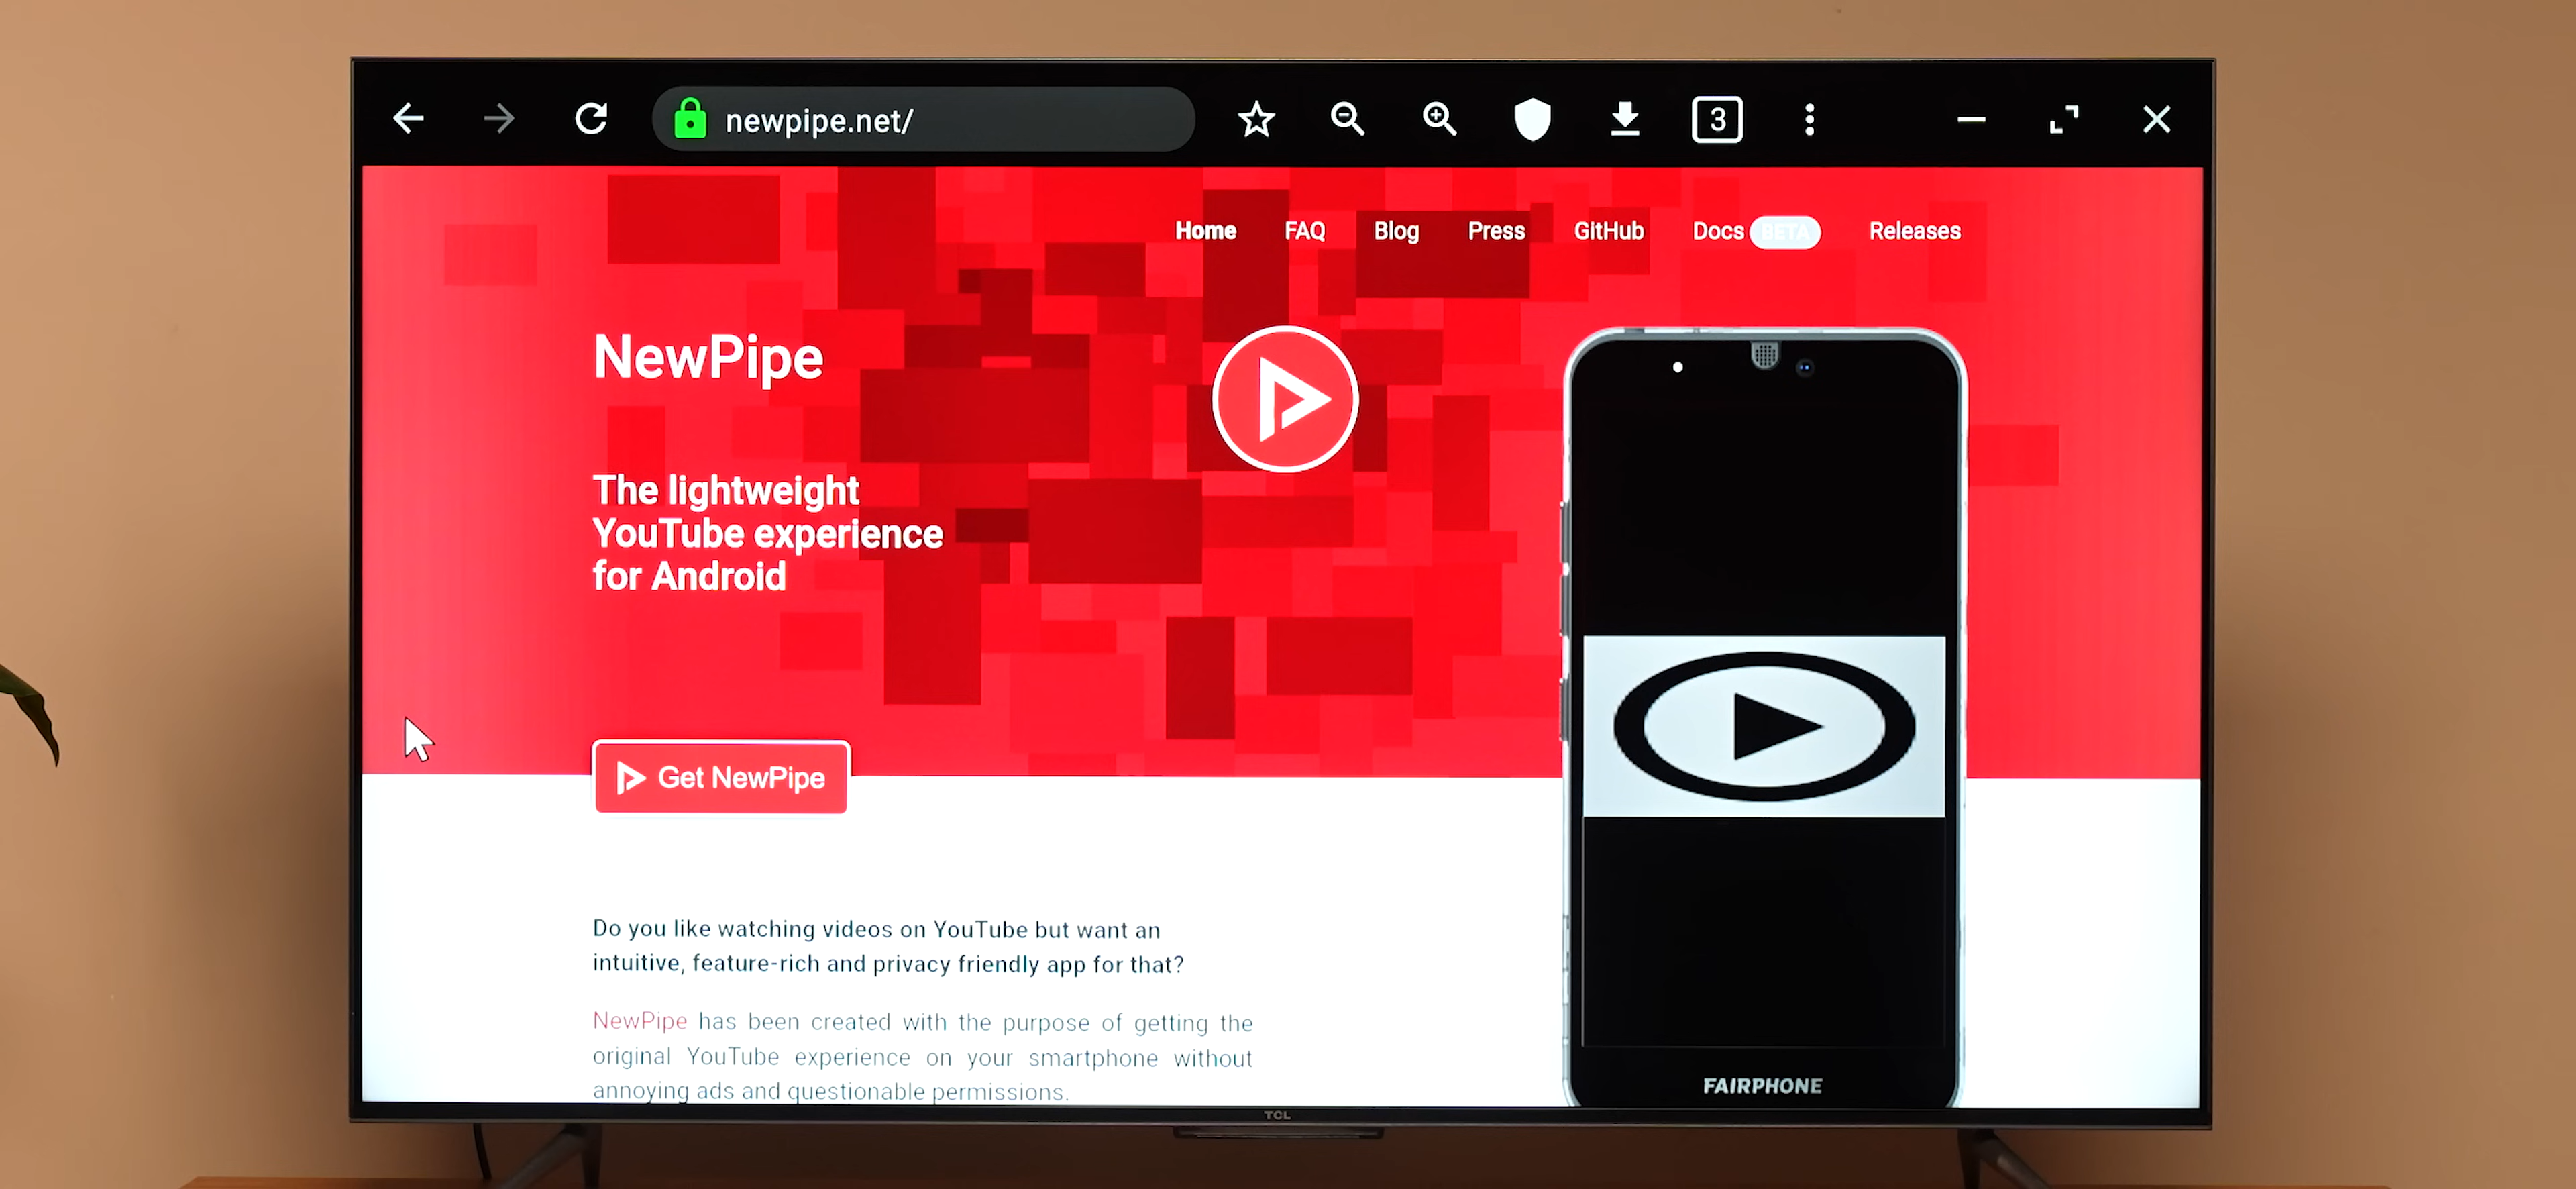 newpipe.net/
3
Home FAQ Blog Press GitHub Docs BETA Releases
NewPipe
The lightweight
YouTube experience
for Android
Get NewPipe
Do you like watching videos on YouTube but want an
intuitive, feature-rich and privacy friendly app for that?
NewPipe has been created with the purpose of getting the
original YouTube experience on your smartphone without
annoying ads and questionable permissions.
FAIRPHONE
TCL